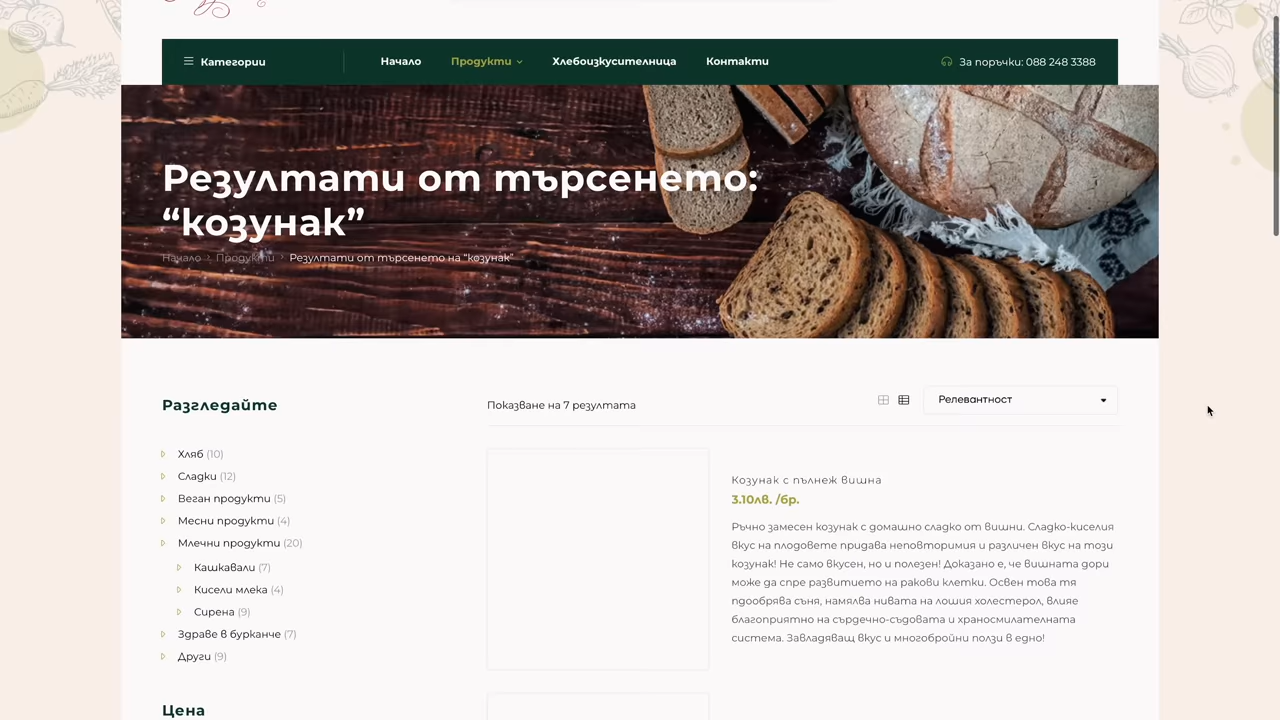 Категории
Начало
Продукти
Хлебоизкусителница
Контакти
За поръчки: 088 248 3388
Резултати от търсенето:
“козунак”
Начало › Продукти › Резултати от търсенето на “козунак”
Разгледайте
Хляб (10)
Сладки (12)
Веган продукти (5)
Месни продукти (4)
Млечни продукти (20)
Кашкавали (7)
Кисели млека (4)
Сирена (9)
Здраве в бурканче (7)
Други (9)
Цена
Показване на 7 резултата
Релевантност
Козунак с пълнеж вишна
3.10лв. /бр.
Ръчно замесен козунак с домашно сладко от вишни. Сладко-киселия
вкус на плодовете придава неповторимия и различен вкус на този
козунак! Не само вкусен, но и полезен! Доказано е, че вишната дори
може да спре развитието на ракови клетки. Освен това тя
пдообрява съня, намялва нивата на лошия холестерол, влияе
благоприятно на сърдечно-съдовата и храносмилателната
система. Завладяващ вкус и многобройни ползи в едно!